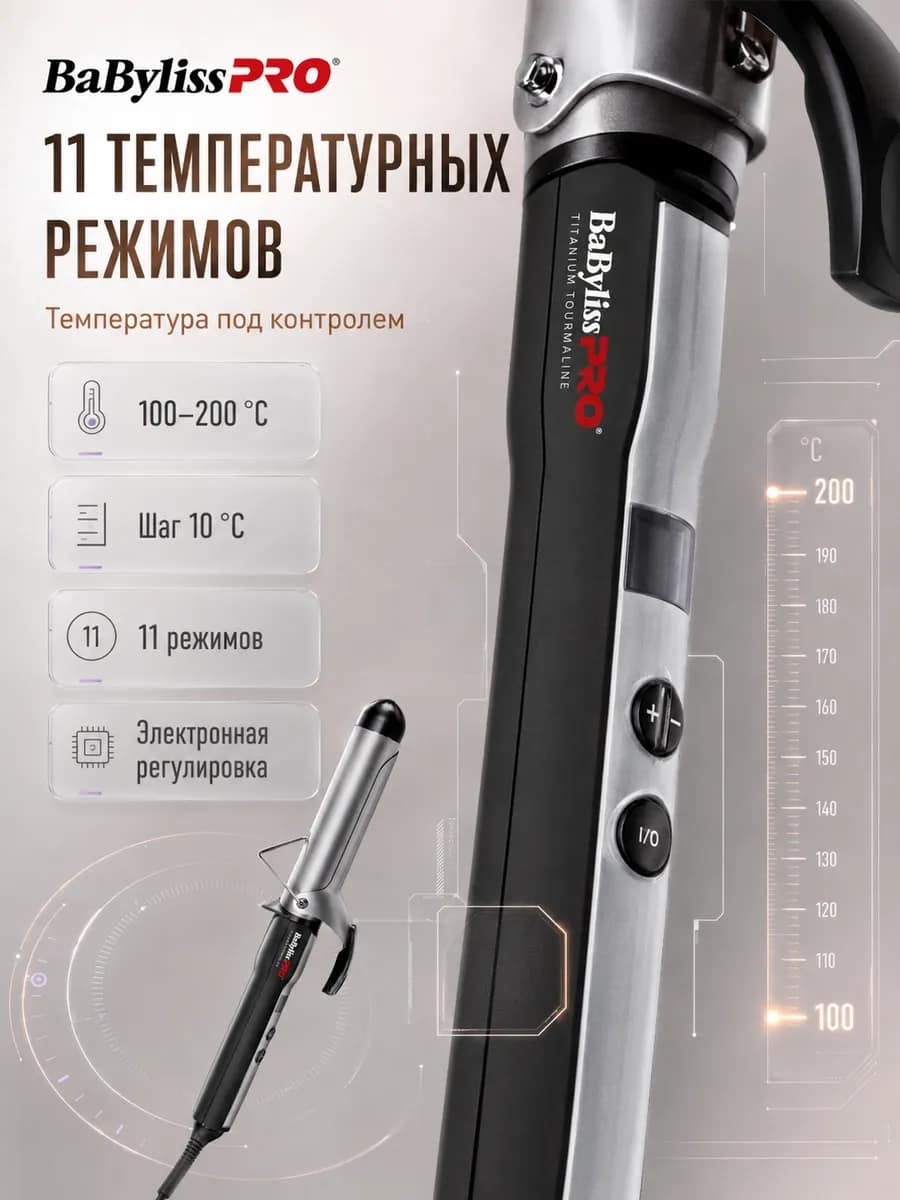 BaBylissPRO®
11 ТЕМПЕРАТУРНЫХ
РЕЖИМОВ
Температура под контролем
100–200 °C
Шаг 10 °C
11
11 режимов
Электронная
регулировка
BaBylissPRO®
TITANIUM TOURMALINE
+ −
I/O
°C
200
190
180
170
160
150
140
130
120
110
100
BaBylissPRO